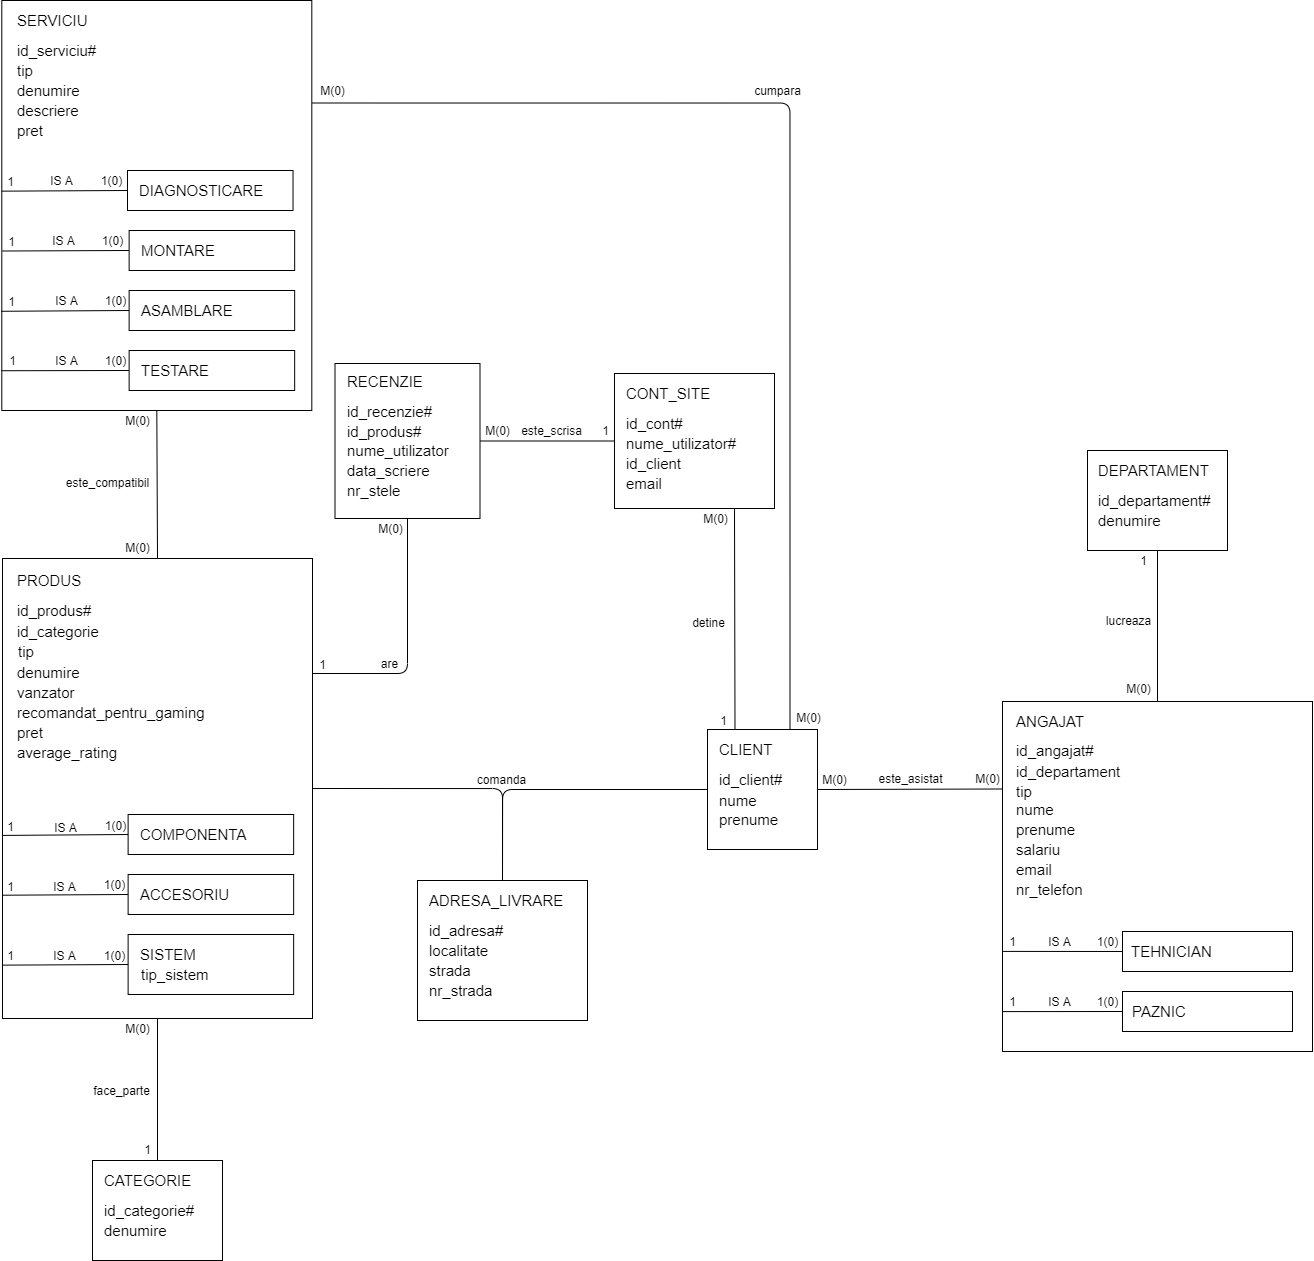 SERVICIU
id_serviciu#
tip
denumire
descriere
pret
1 IS A 1(0) DIAGNOSTICARE
1 IS A 1(0) MONTARE
1 IS A 1(0) ASAMBLARE
1 IS A 1(0) TESTARE
M(0) cumpara
M(0)
M(0)
este_compatibil
M(0)
RECENZIE
id_recenzie#
id_produs#
nume_utilizator
data_scriere
nr_stele
M(0) este_scrisa 1
CONT_SITE
id_cont#
nume_utilizator#
id_client
email
M(0)
detine
1
M(0)
1 are
DEPARTAMENT
id_departament#
denumire
1
lucreaza
M(0)
PRODUS
id_produs#
id_categorie
tip
denumire
vanzator
recomandat_pentru_gaming
pret
average_rating
1 IS A 1(0) COMPONENTA
1 IS A 1(0) ACCESORIU
1 IS A 1(0) SISTEM
tip_sistem
comanda
CLIENT
id_client#
nume
prenume
M(0) este_asistat M(0)
ANGAJAT
id_angajat#
id_departament
tip
nume
prenume
salariu
email
nr_telefon
1 IS A 1(0) TEHNICIAN
1 IS A 1(0) PAZNIC
ADRESA_LIVRARE
id_adresa#
localitate
strada
nr_strada
M(0)
face_parte
1
CATEGORIE
id_categorie#
denumire